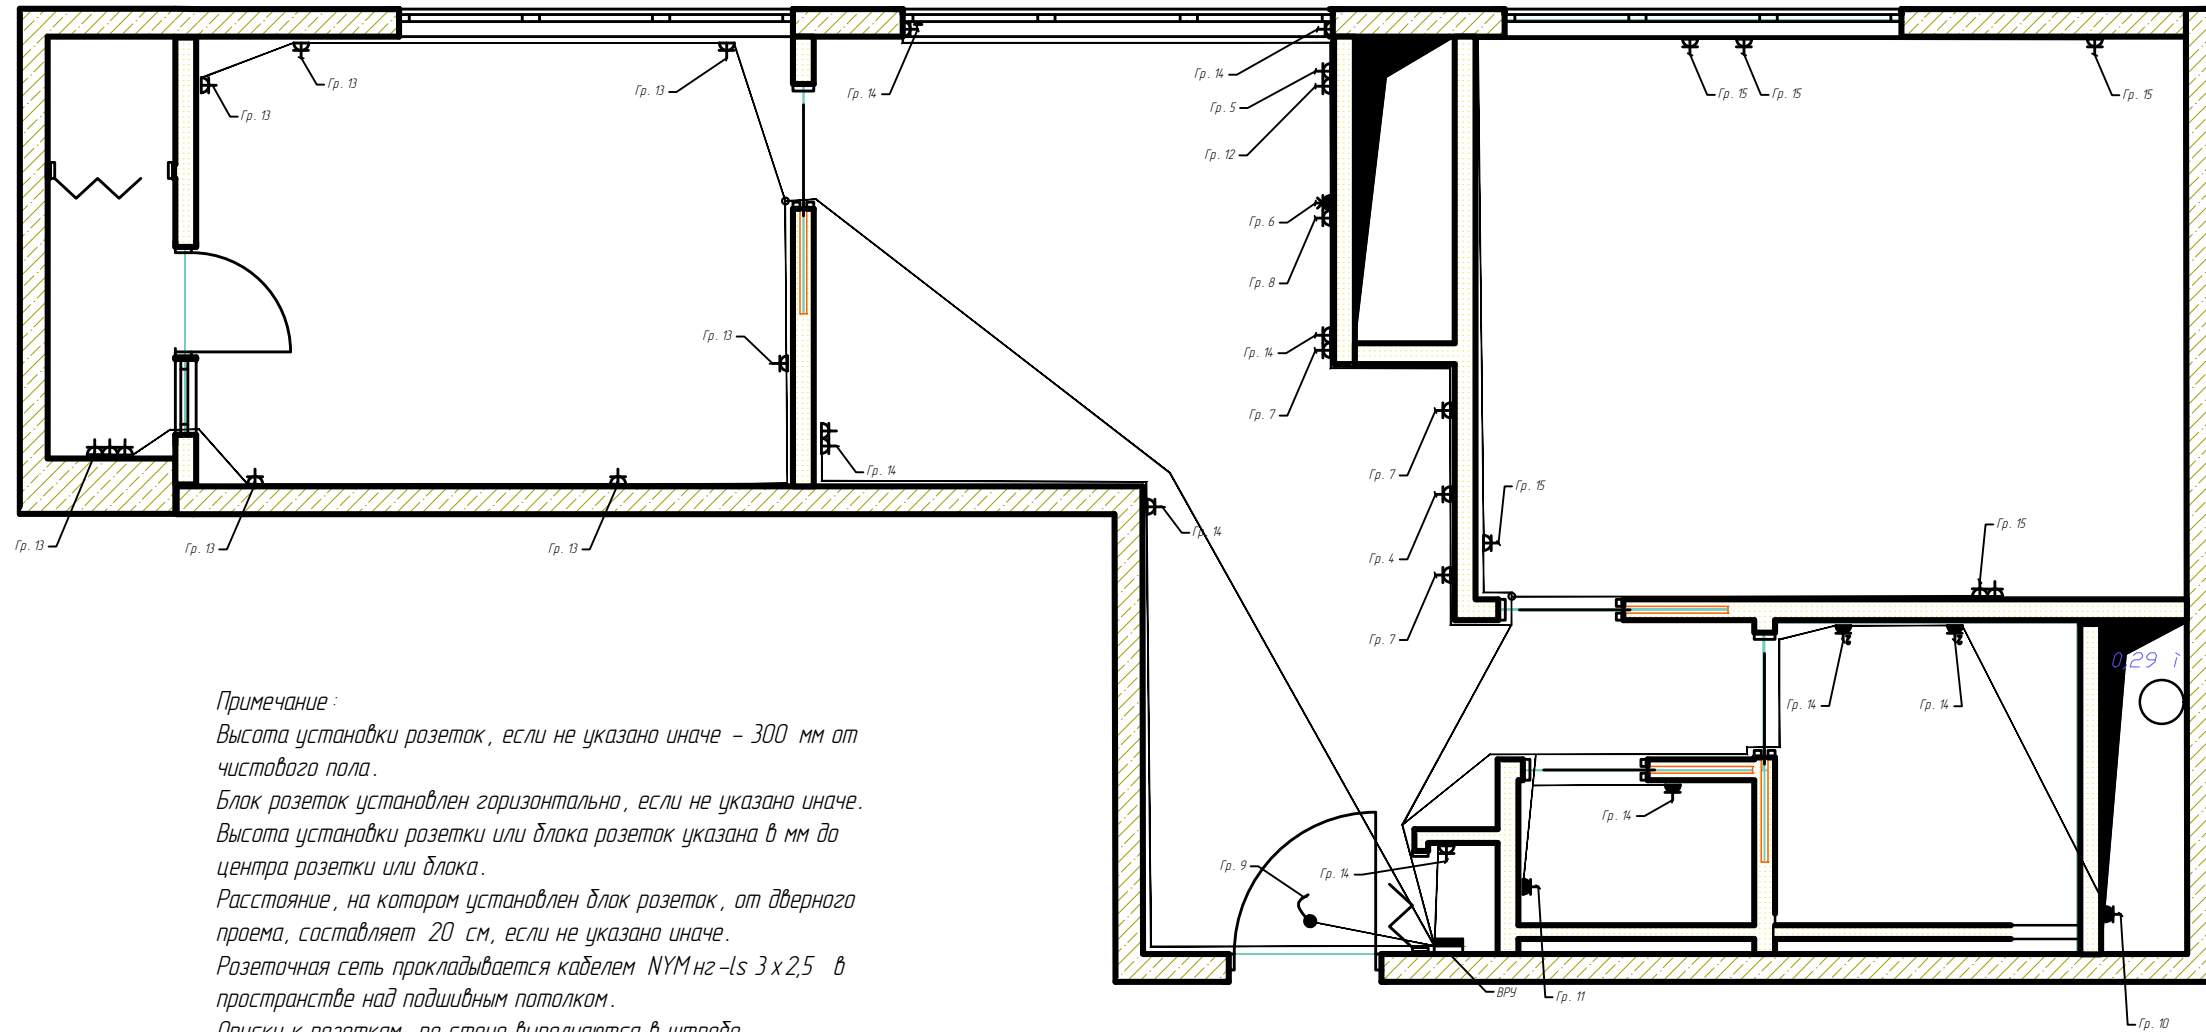 Гр. 14
Гр. 13
Гр. 13
Гр. 14
Гр. 15
Гр. 15
Гр. 15
Гр. 5
Гр. 13
Гр. 12
Гр. 6
Гр. 8
Гр. 13
Гр. 14
Гр. 7
Гр. 14
Гр. 7
Гр. 15
Гр. 15
Гр. 14
Гр. 13
Гр. 13
Гр. 13
Гр. 4
Гр. 7
0,29
Гр. 14
Гр. 14
Гр. 14
Гр. 9
Гр. 14
ВРУ
Гр. 11
Гр. 10
Примечание:
Высота установки розеток, если не указано иначе - 300 мм от
чистового пола.
Блок розеток установлен горизонтально, если не указано иначе.
Высота установки розетки или блока розеток указана в мм до
центра розетки или блока.
Расстояние, на котором установлен блок розеток, от дверного
проема, составляет 20 см, если не указано иначе.
Розеточная сеть прокладывается кабелем NYM нг-ls 3х2,5 в
пространстве над подшивным потолком.